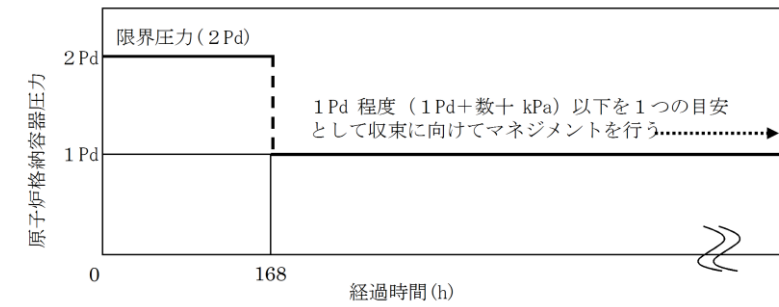 限界圧力(2Pd)
2Pd
1Pd 程度(1Pd+数十 kPa)以下を1つの目安
として収束に向けてマネジメントを行う
1Pd
原子炉格納容器圧力
0
168
経過時間(h)